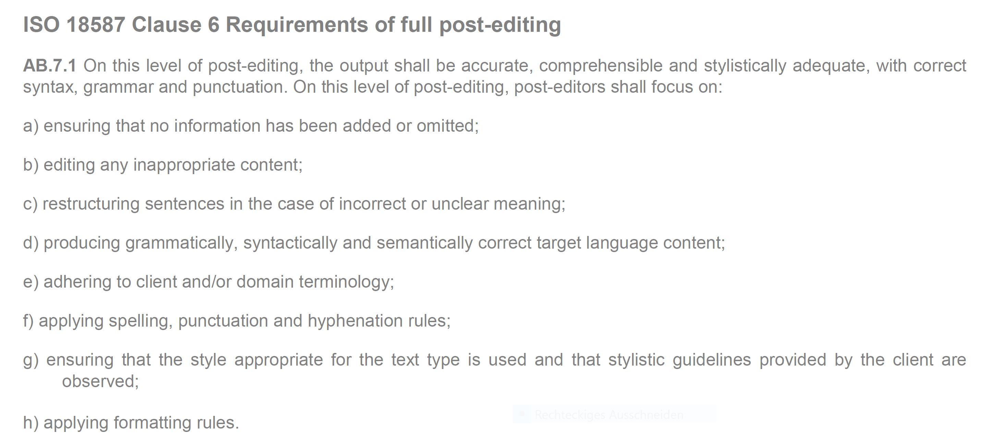 ISO 18587 Clause 6 Requirements of full post-editing
AB.7.1 On this level of post-editing, the output shall be accurate, comprehensible and stylistically adequate, with correct
syntax, grammar and punctuation. On this level of post-editing, post-editors shall focus on:
a) ensuring that no information has been added or omitted;
b) editing any inappropriate content;
c) restructuring sentences in the case of incorrect or unclear meaning;
d) producing grammatically, syntactically and semantically correct target language content;
e) adhering to client and/or domain terminology;
f) applying spelling, punctuation and hyphenation rules;
g) ensuring that the style appropriate for the text type is used and that stylistic guidelines provided by the client are
observed;
Rechteckiges Ausschneiden
h) applying formatting rules.